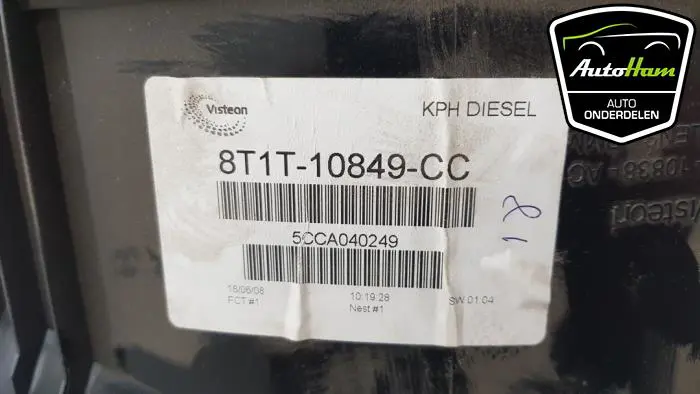 AutoHam
AUTO
ONDERDELEN
Visteon
KPH DIESEL
8T1T-10849-CC
5CCA040249
18/06/08
10:19:28
SW 01.04
FCT #1
Nest #1
18
Visteon